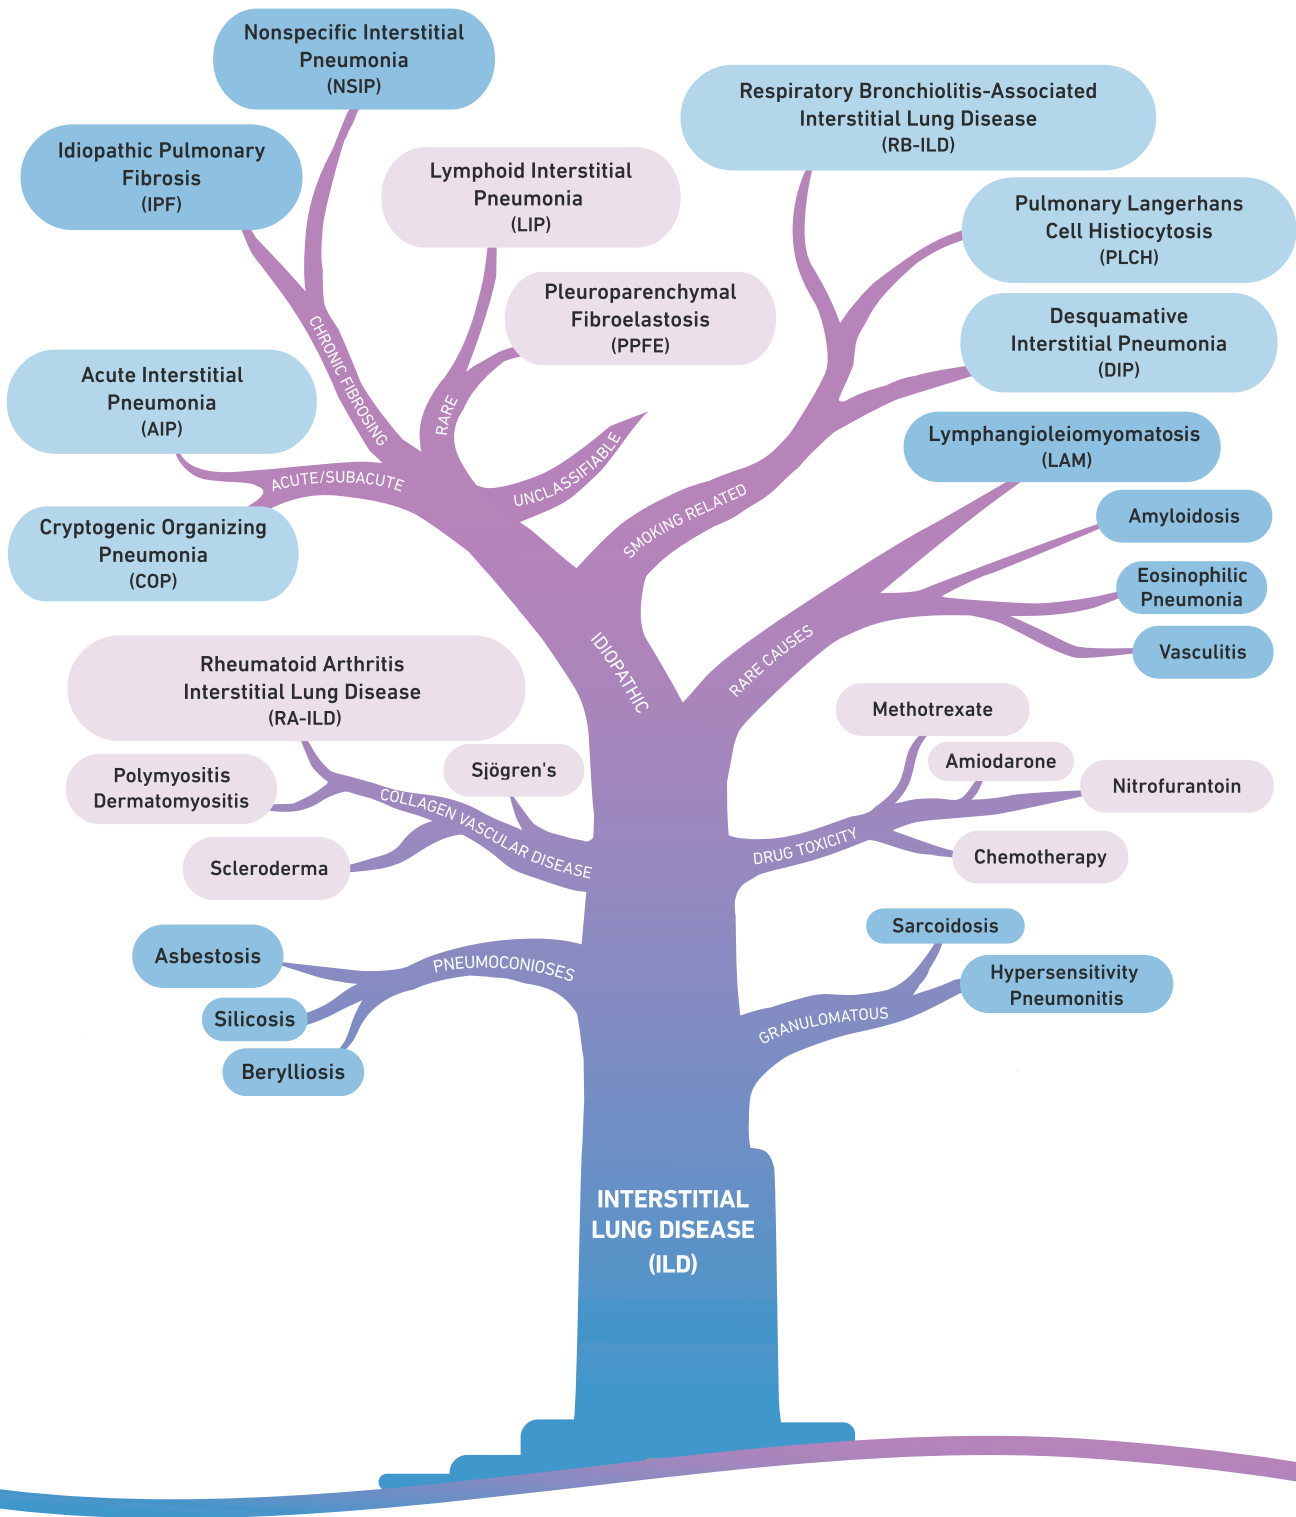 Nonspecific Interstitial
Pneumonia
(NSIP)
Idiopathic Pulmonary
Fibrosis
(IPF)
Lymphoid Interstitial
Pneumonia
(LIP)
Pleuroparenchymal
Fibroelastosis
(PPFE)
Respiratory Bronchiolitis-Associated
Interstitial Lung Disease
(RB-ILD)
Pulmonary Langerhans
Cell Histiocytosis
(PLCH)
Desquamative
Interstitial Pneumonia
(DIP)
CHRONIC FIBROSING
RARE
Acute Interstitial
Pneumonia
(AIP)
ACUTE/SUBACUTE
UNCLASSIFIABLE
SMOKING RELATED
Cryptogenic Organizing
Pneumonia
(COP)
Lymphangioleiomyomatosis
(LAM)
Amyloidosis
Eosinophilic
Pneumonia
Vasculitis
IDIOPATHIC
RARE CAUSES
Rheumatoid Arthritis
Interstitial Lung Disease
(RA-ILD)
Polymyositis
Dermatomyositis
Sjögren's
COLLAGEN VASCULAR DISEASE
Scleroderma
Methotrexate
Amiodarone
Nitrofurantoin
DRUG TOXICITY
Chemotherapy
Asbestosis
PNEUMOCONIOSES
Silicosis
Berylliosis
Sarcoidosis
Hypersensitivity
Pneumonitis
GRANULOMATOUS
INTERSTITIAL
LUNG DISEASE
(ILD)